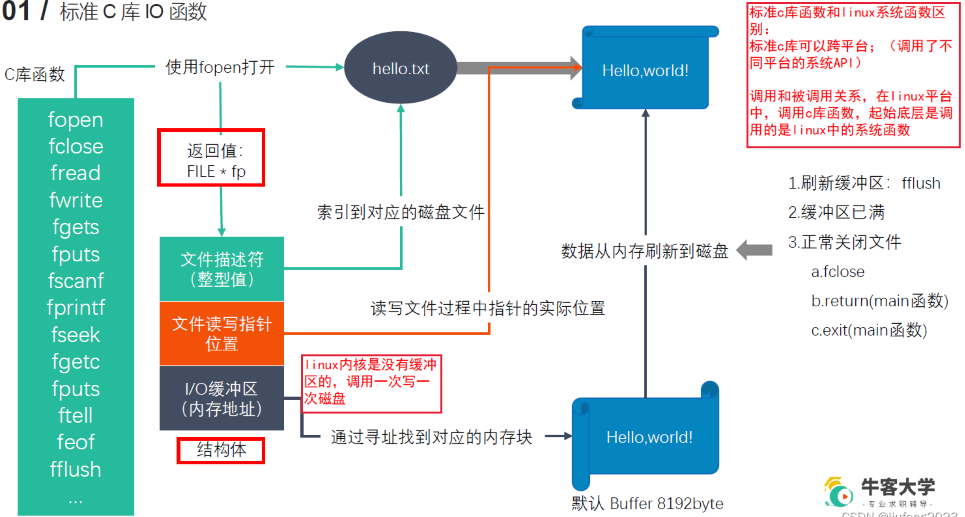 01 / 标准 C 库 IO 函数
C库函数
fopen
fclose
fread
fwrite
fgets
fputs
fscanf
fprintf
fseek
fgetc
fputs
ftell
feof
fflush
...
使用fopen打开
返回值：
FILE * fp
文件描述符
（整型值）
文件读写指针
位置
I/O缓冲区
（内存地址）
结构体
hello.txt
索引到对应的磁盘文件
读写文件过程中指针的实际位置
linux内核是没有缓冲
区的，调用一次写一
次磁盘
通过寻址找到对应的内存块
Hello,world!
数据从内存刷新到磁盘
Hello,world!
默认 Buffer 8192byte
标准c库函数和linux系统函数区
别：
标准c库可以跨平台；（调用了不
同平台的系统API）
调用和被调用关系，在linux平台
中，调用c库函数，起始底层是调
用的是linux中的系统函数
1.刷新缓冲区：fflush
2.缓冲区已满
3.正常关闭文件
a.fclose
b.return(main函数)
c.exit(main函数)
牛客大学
-专业求职辅导-
CSDN @liufeng2023